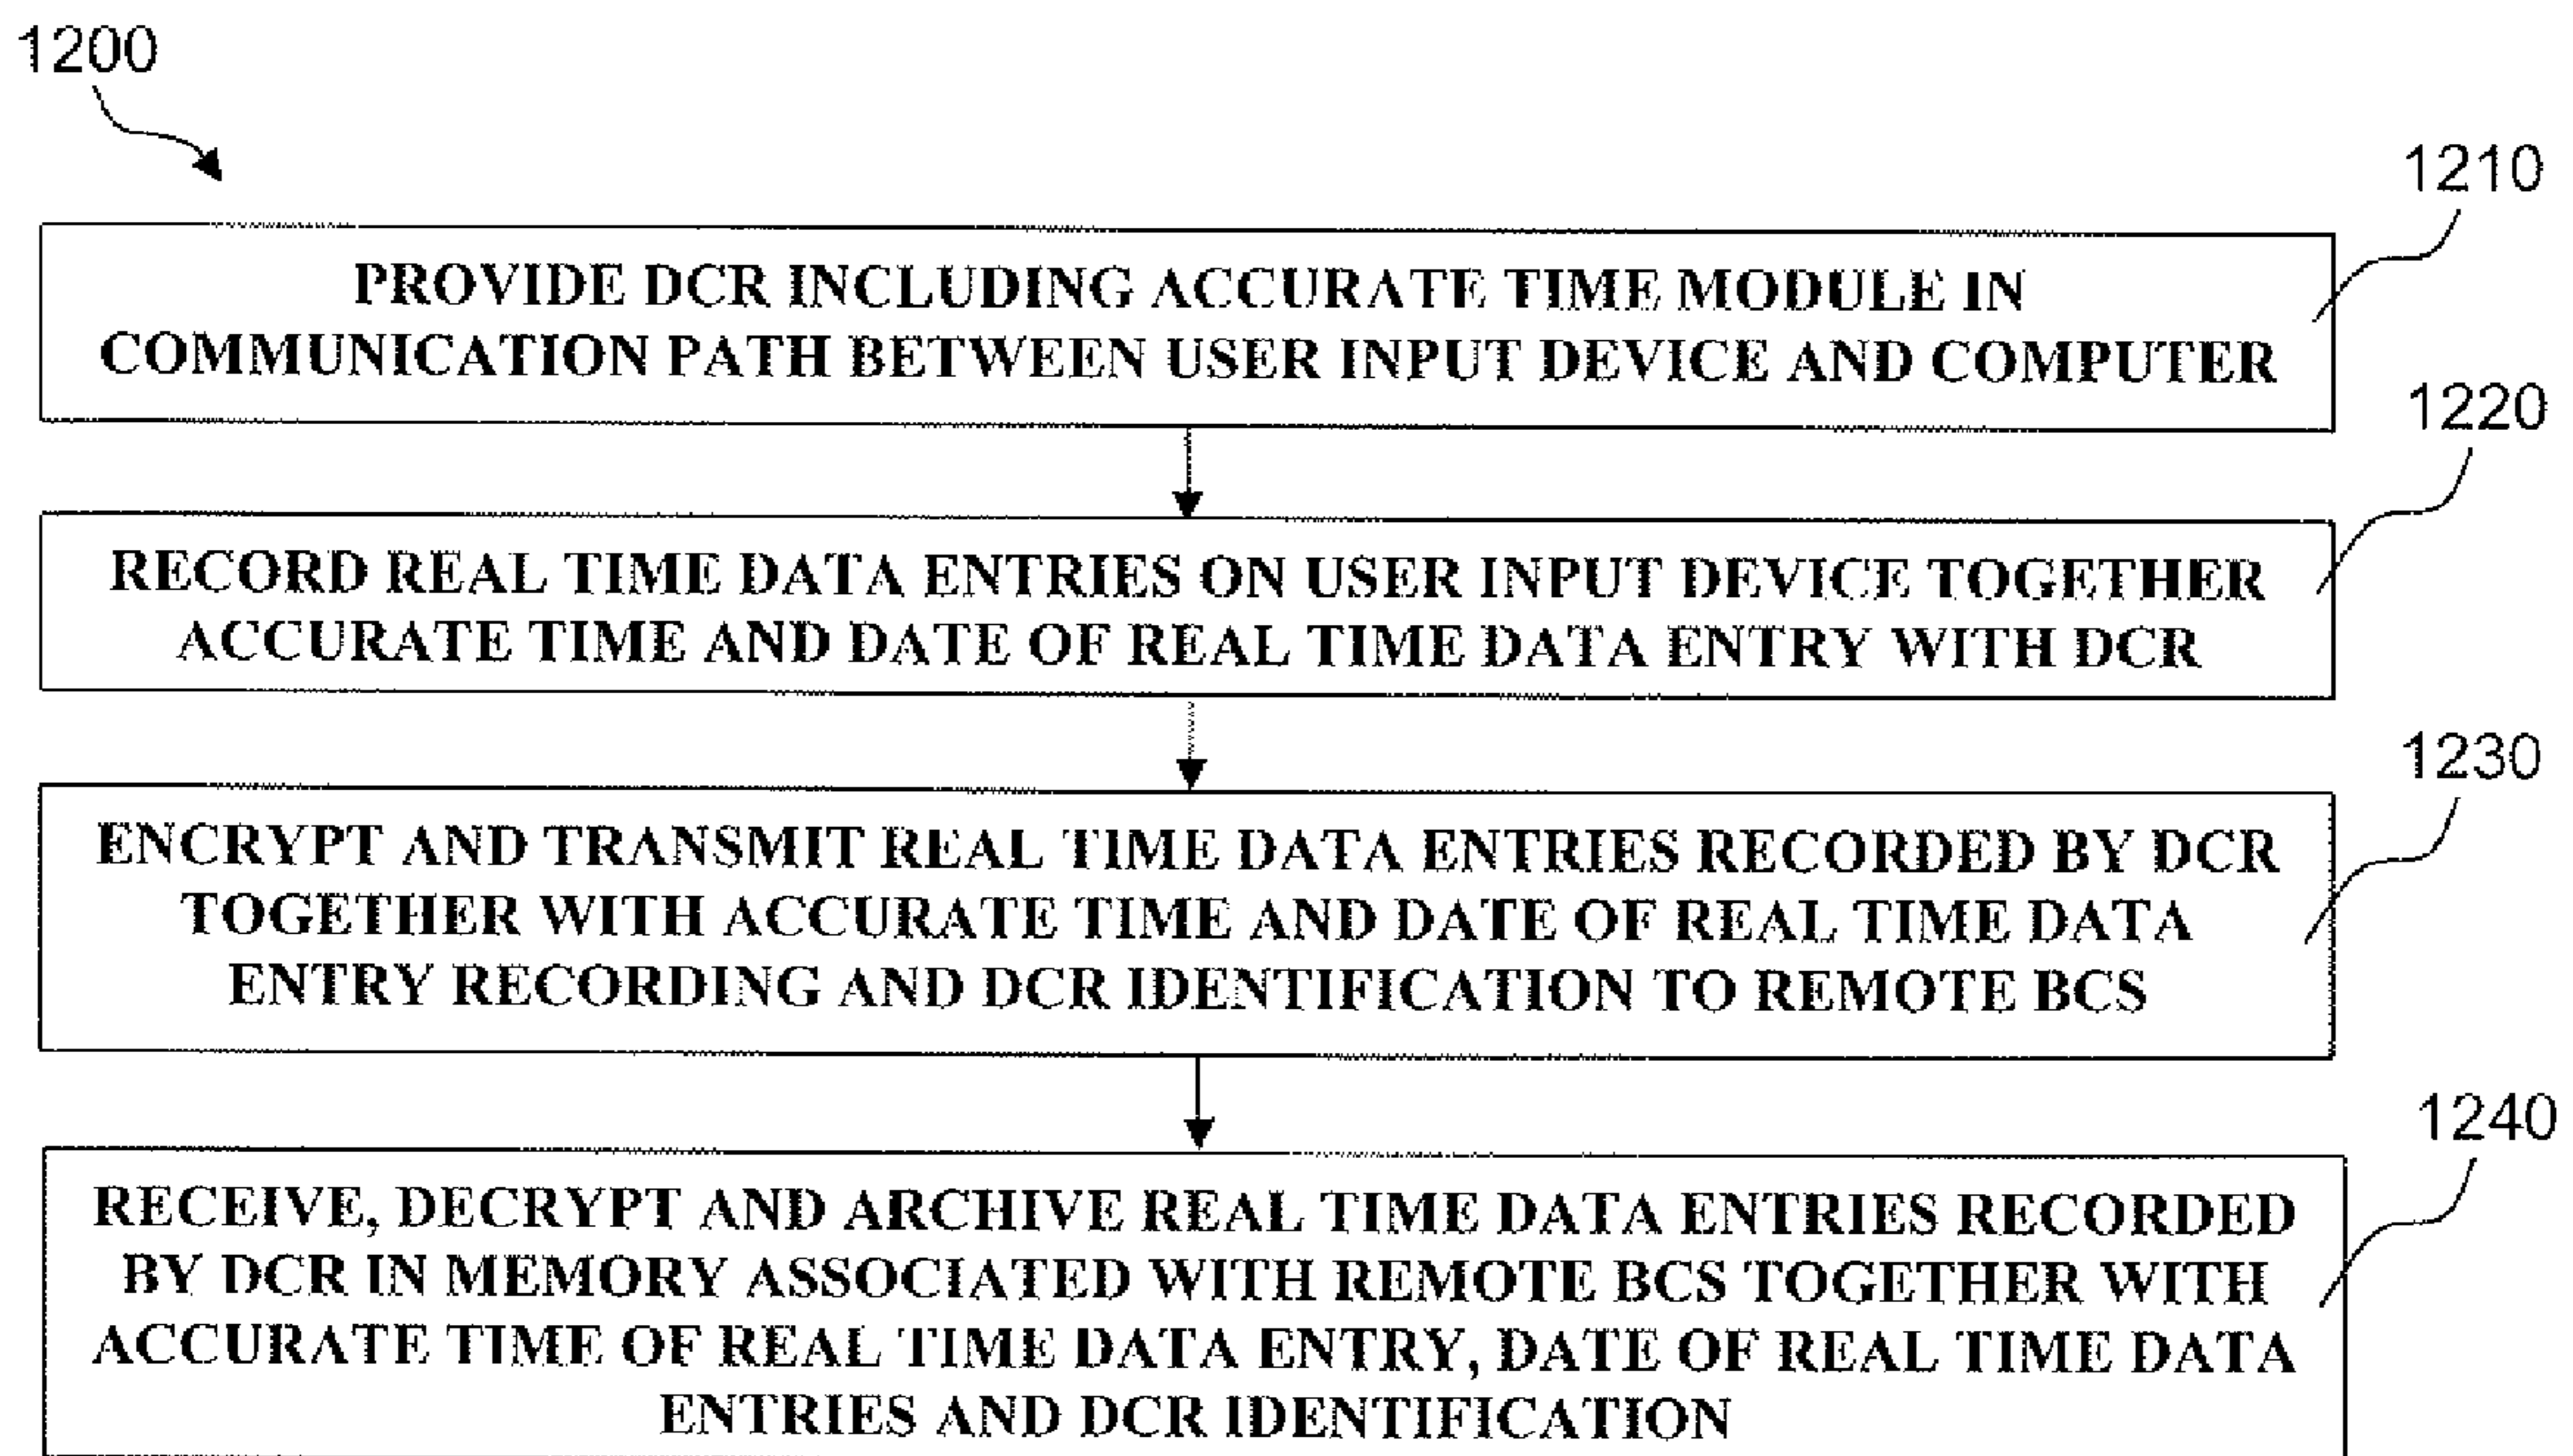 1200
1210
PROVIDE DCR INCLUDING ACCURATE TIME MODULE IN
COMMUNICATION PATH BETWEEN USER INPUT DEVICE AND COMPUTER
1220
RECORD REAL TIME DATA ENTRIES ON USER INPUT DEVICE TOGETHER
ACCURATE TIME AND DATE OF REAL TIME DATA ENTRY WITH DCR
1230
ENCRYPT AND TRANSMIT REAL TIME DATA ENTRIES RECORDED BY DCR
TOGETHER WITH ACCURATE TIME AND DATE OF REAL TIME DATA
ENTRY RECORDING AND DCR IDENTIFICATION TO REMOTE BCS
1240
RECEIVE, DECRYPT AND ARCHIVE REAL TIME DATA ENTRIES RECORDED
BY DCR IN MEMORY ASSOCIATED WITH REMOTE BCS TOGETHER WITH
ACCURATE TIME OF REAL TIME DATA ENTRY, DATE OF REAL TIME DATA
ENTRIES AND DCR IDENTIFICATION